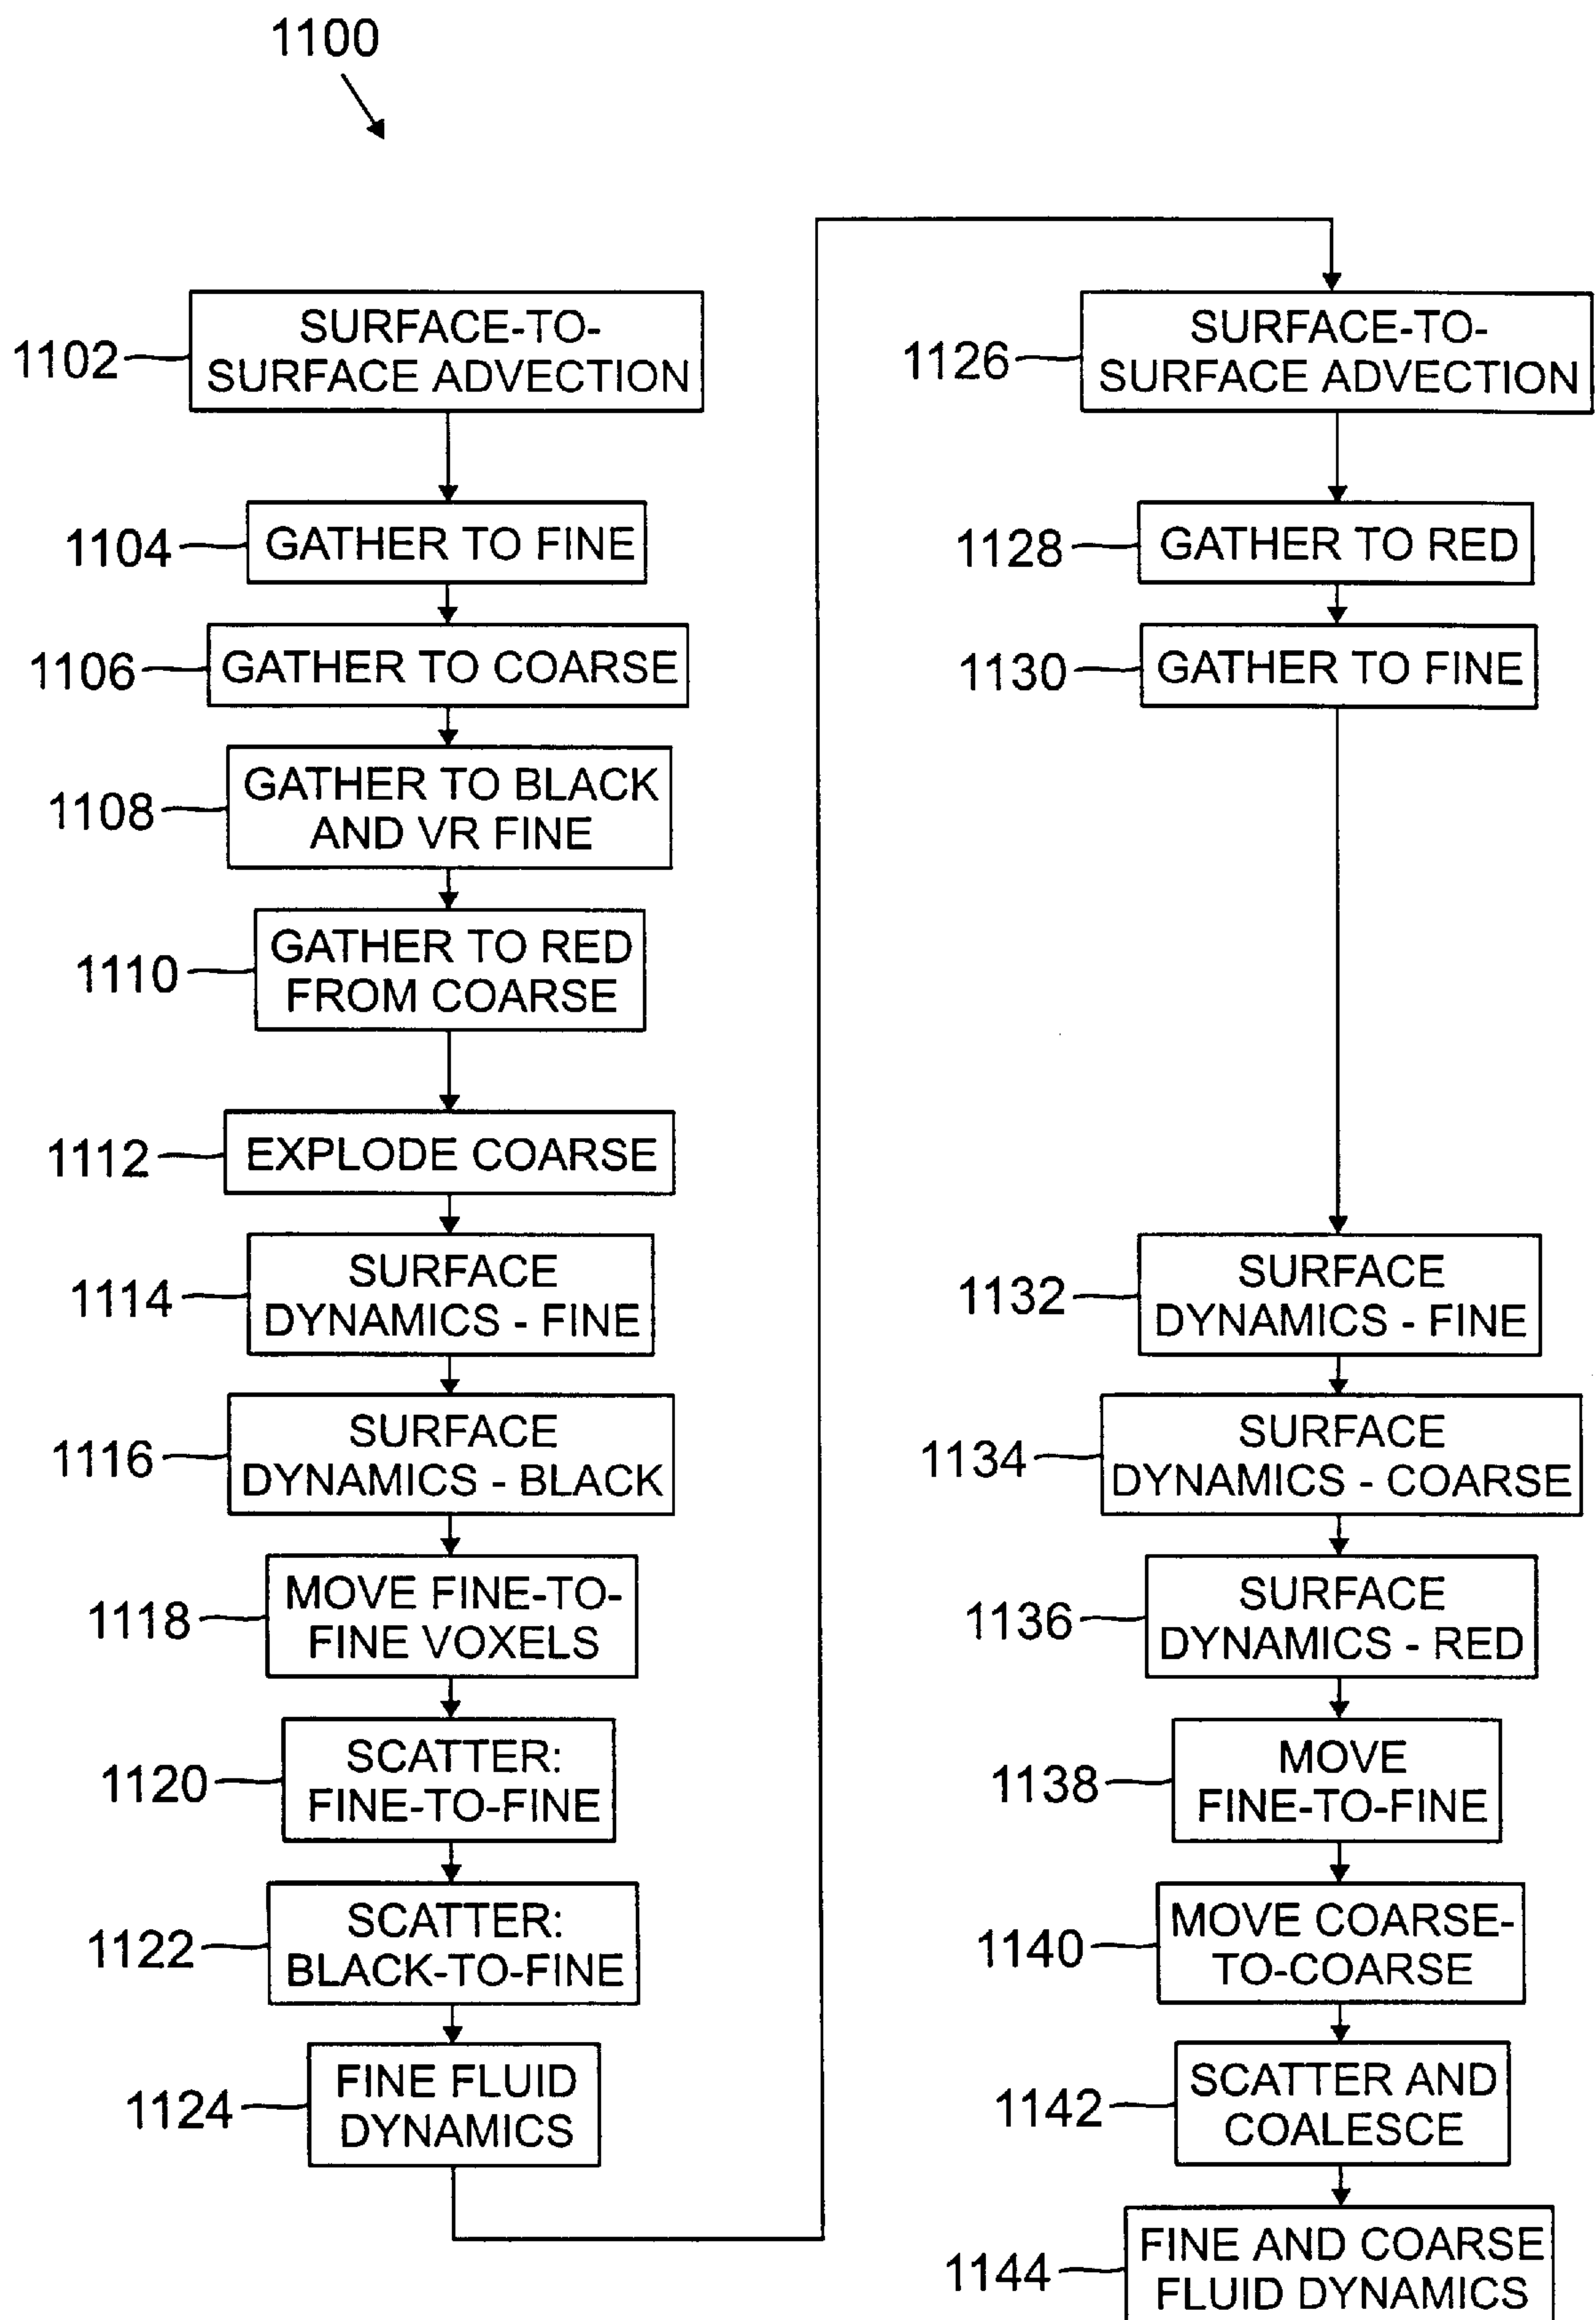 1100
1102
SURFACE-TO-
SURFACE ADVECTION
1104
GATHER TO FINE
1106
GATHER TO COARSE
1108
GATHER TO BLACK
AND VR FINE
1110
GATHER TO RED
FROM COARSE
1112
EXPLODE COARSE
1114
SURFACE
DYNAMICS - FINE
1116
SURFACE
DYNAMICS - BLACK
1118
MOVE FINE-TO-
FINE VOXELS
1120
SCATTER:
FINE-TO-FINE
1122
SCATTER:
BLACK-TO-FINE
1124
FINE FLUID
DYNAMICS
1126
SURFACE-TO-
SURFACE ADVECTION
1128
GATHER TO RED
1130
GATHER TO FINE
1132
SURFACE
DYNAMICS - FINE
1134
SURFACE
DYNAMICS - COARSE
1136
SURFACE
DYNAMICS - RED
1138
MOVE
FINE-TO-FINE
1140
MOVE COARSE-
TO-COARSE
1142
SCATTER AND
COALESCE
1144
FINE AND COARSE
FLUID DYNAMICS